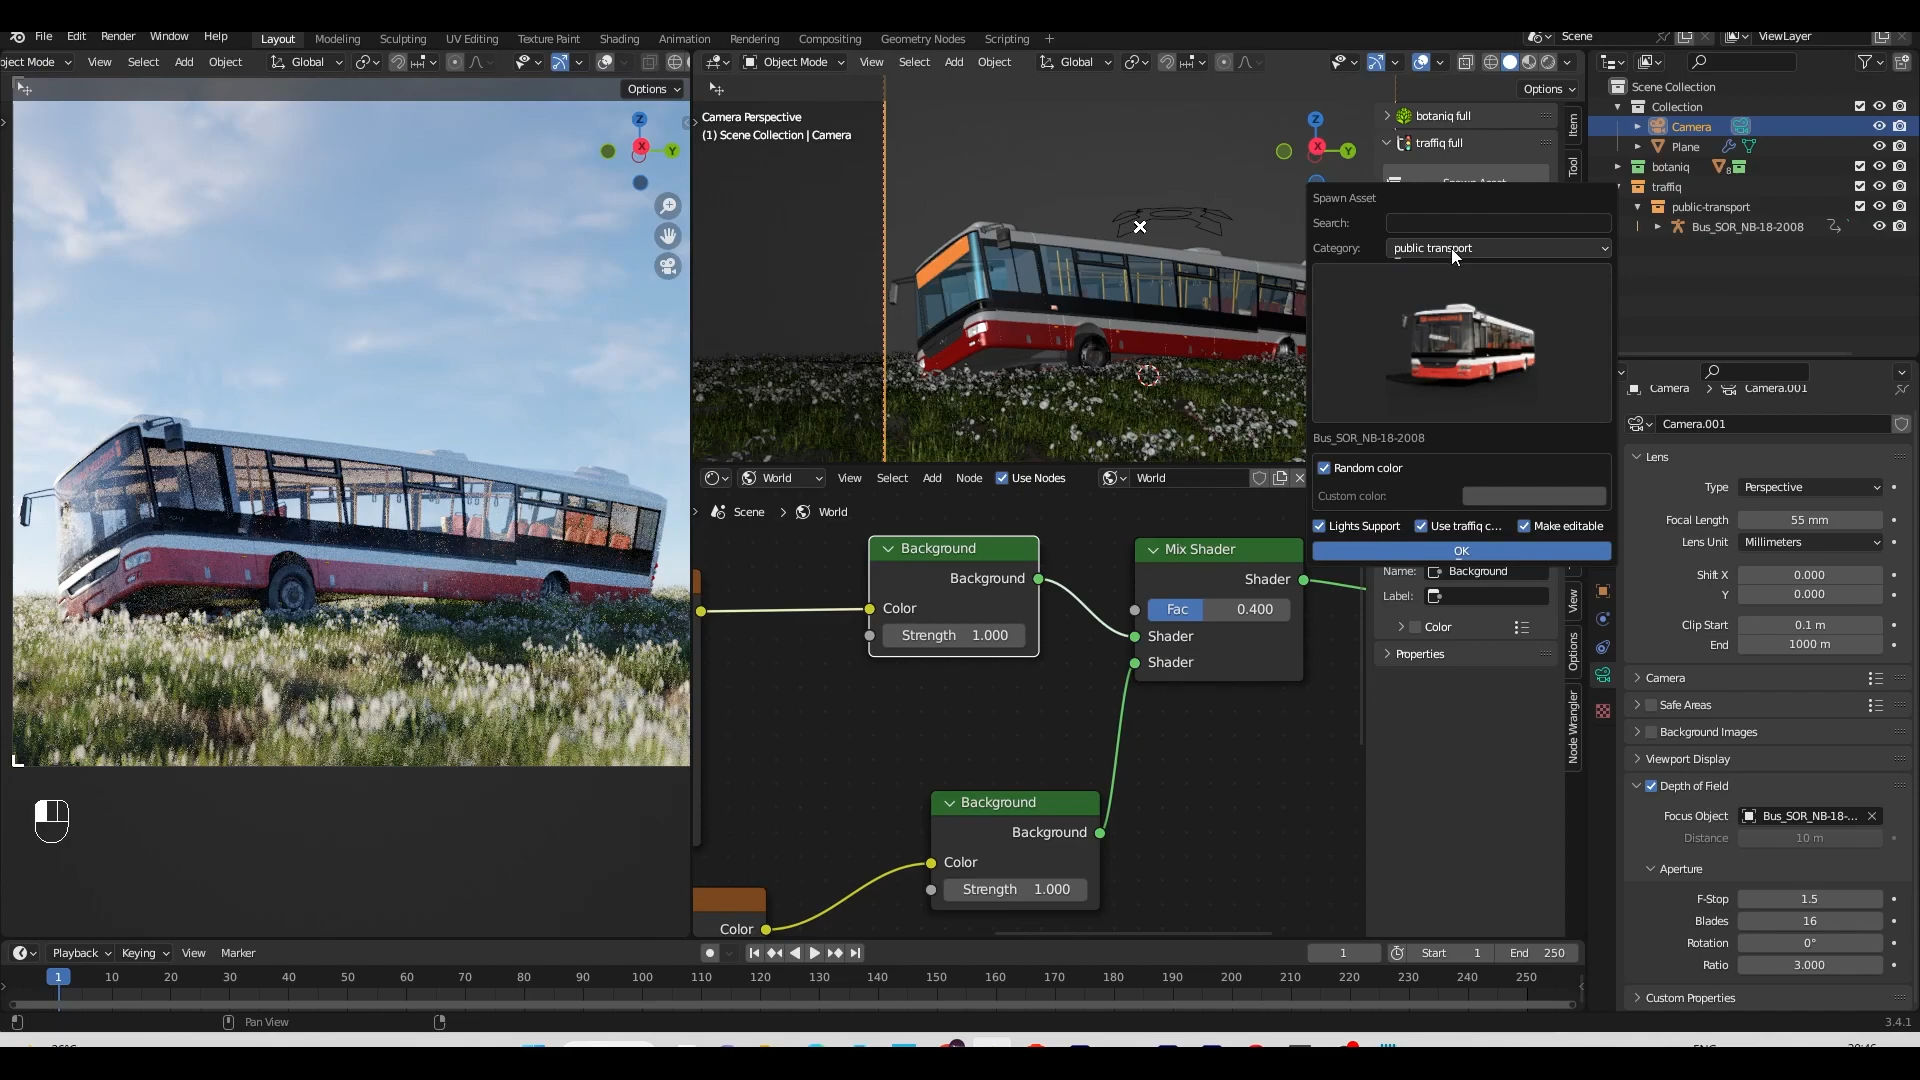 File Edit Render Window Help Layout Modeling Sculpting UV Editing Texture Paint Shading Animation Rendering Compositing Geometry Nodes Scripting + Scene ViewLayer
ject Mode View Select Add Object Global
Options
Object Mode View Select Add Object Global
Options
Camera Perspective
(1) Scene Collection | Camera
Z
X
Y
Z
X
Y
botaniq full
traffiq full
Item
Tool
Spawn Asset
Search:
Category: public transport
Bus_SOR_NB-18-2008
Random color
Custom color:
Lights Support Use traffiq c... Make editable
OK
Name: Background
Label:
Color
Properties
View
Options
Node Wrangler
World View Select Add Node Use Nodes World
Scene > World
Background
Background
Color
Strength 1.000
Mix Shader
Shader
Fac 0.400
Shader
Shader
Background
Background
Color
Strength 1.000
Color
Scene Collection
Collection
Camera
Plane
botaniq 8
traffiq
public-transport
Bus_SOR_NB-18-2008
Camera > Camera.001
Camera.001
Lens
Type Perspective
Focal Length 55 mm
Lens Unit Millimeters
Shift X 0.000
Y 0.000
Clip Start 0.1 m
End 1000 m
Camera
Safe Areas
Background Images
Viewport Display
Depth of Field
Focus Object Bus_SOR_NB-18-...
Distance 10 m
Aperture
F-Stop 1.5
Blades 16
Rotation 0°
Ratio 3.000
Custom Properties
Playback Keying View Marker 1 Start 1 End 250
1 10 20 30 40 50 60 70 80 90 100 110 120 130 140 150 160 170 180 190 200 210 220 230 240 250
Pan View
3.4.1